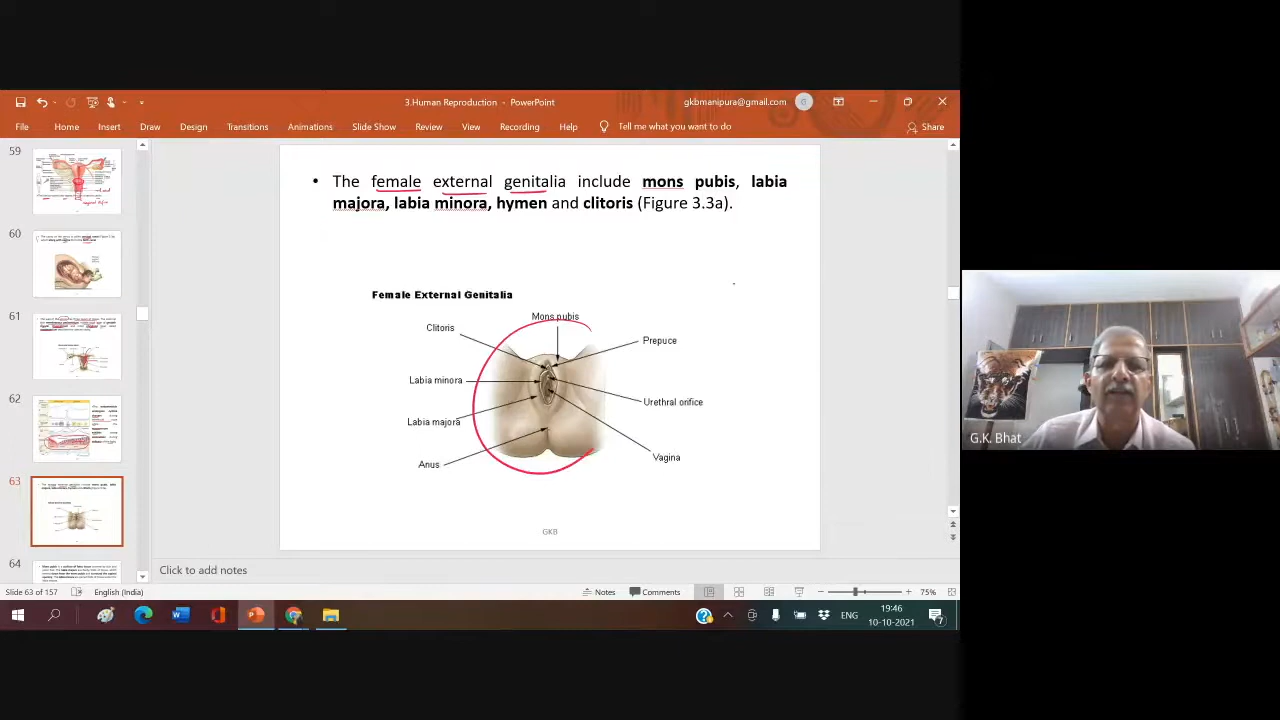 3.Human Reproduction - PowerPoint
gkbmanipura@gmail.com
G
File Home Insert Draw Design Transitions Animations Slide Show Review View Recording Help Tell me what you want to do
Share
59
60
61
62
63
64
• The female external genitalia include mons pubis, labia
majora, labia minora, hymen and clitoris (Figure 3.3a).
Female External Genitalia
Mons pubis
Clitoris
Prepuce
Labia minora
Urethral orifice
Labia majora
Vagina
Anus
GKB
Click to add notes
Slide 63 of 157
English (India)
Notes
Comments
75%
ENG
19:46
10-10-2021
7
G.K. Bhat